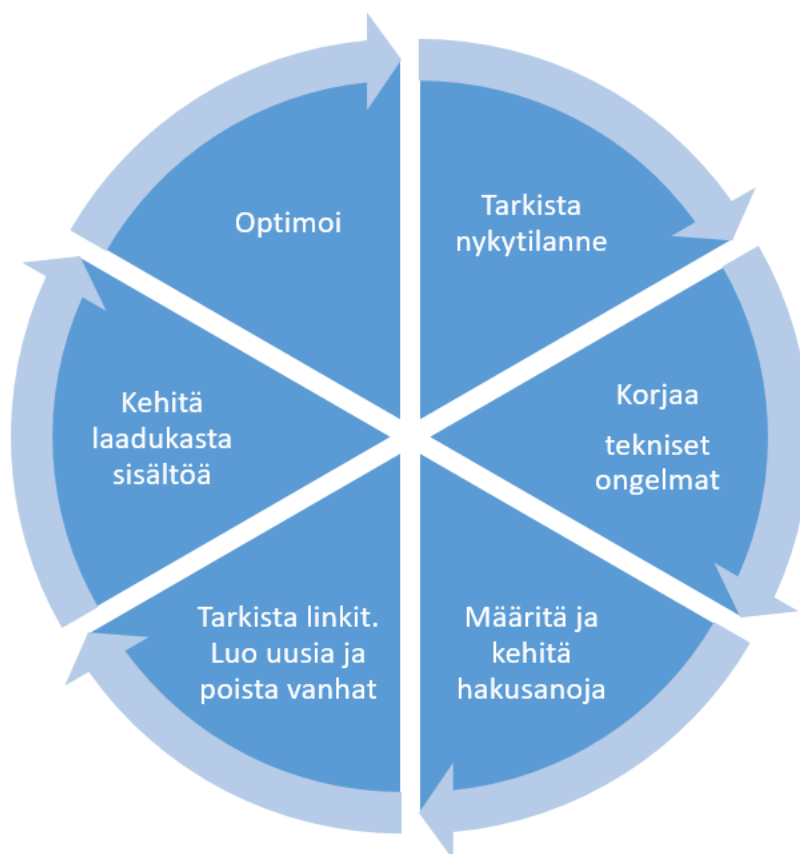 Tarkista
nykytilanne
Korjaa
tekniset
ongelmat
Määritä ja
kehitä
hakusanoja
Tarkista linkit.
Luo uusia ja
poista vanhat
Kehitä
laadukasta
sisältöä
Optimoi